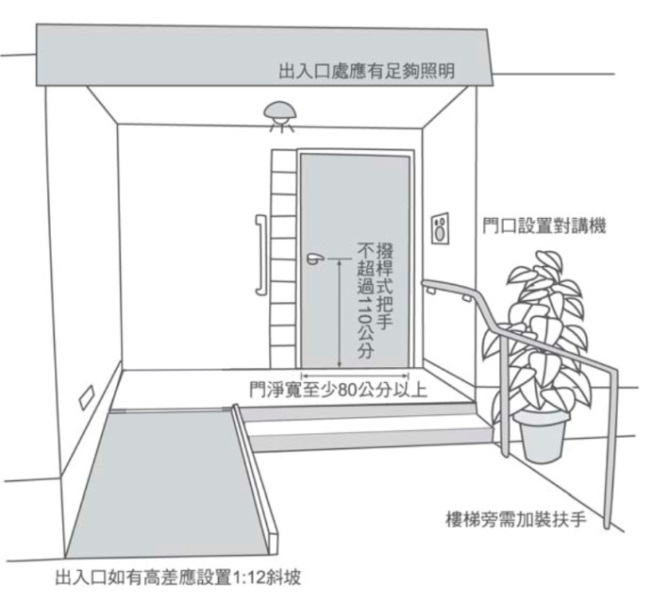 出入口處應有足夠照明
門口設置對講機
撥桿式把手
不超過110公分
門淨寬至少80公分以上
樓梯旁需加裝扶手
出入口如有高差應設置1:12斜坡